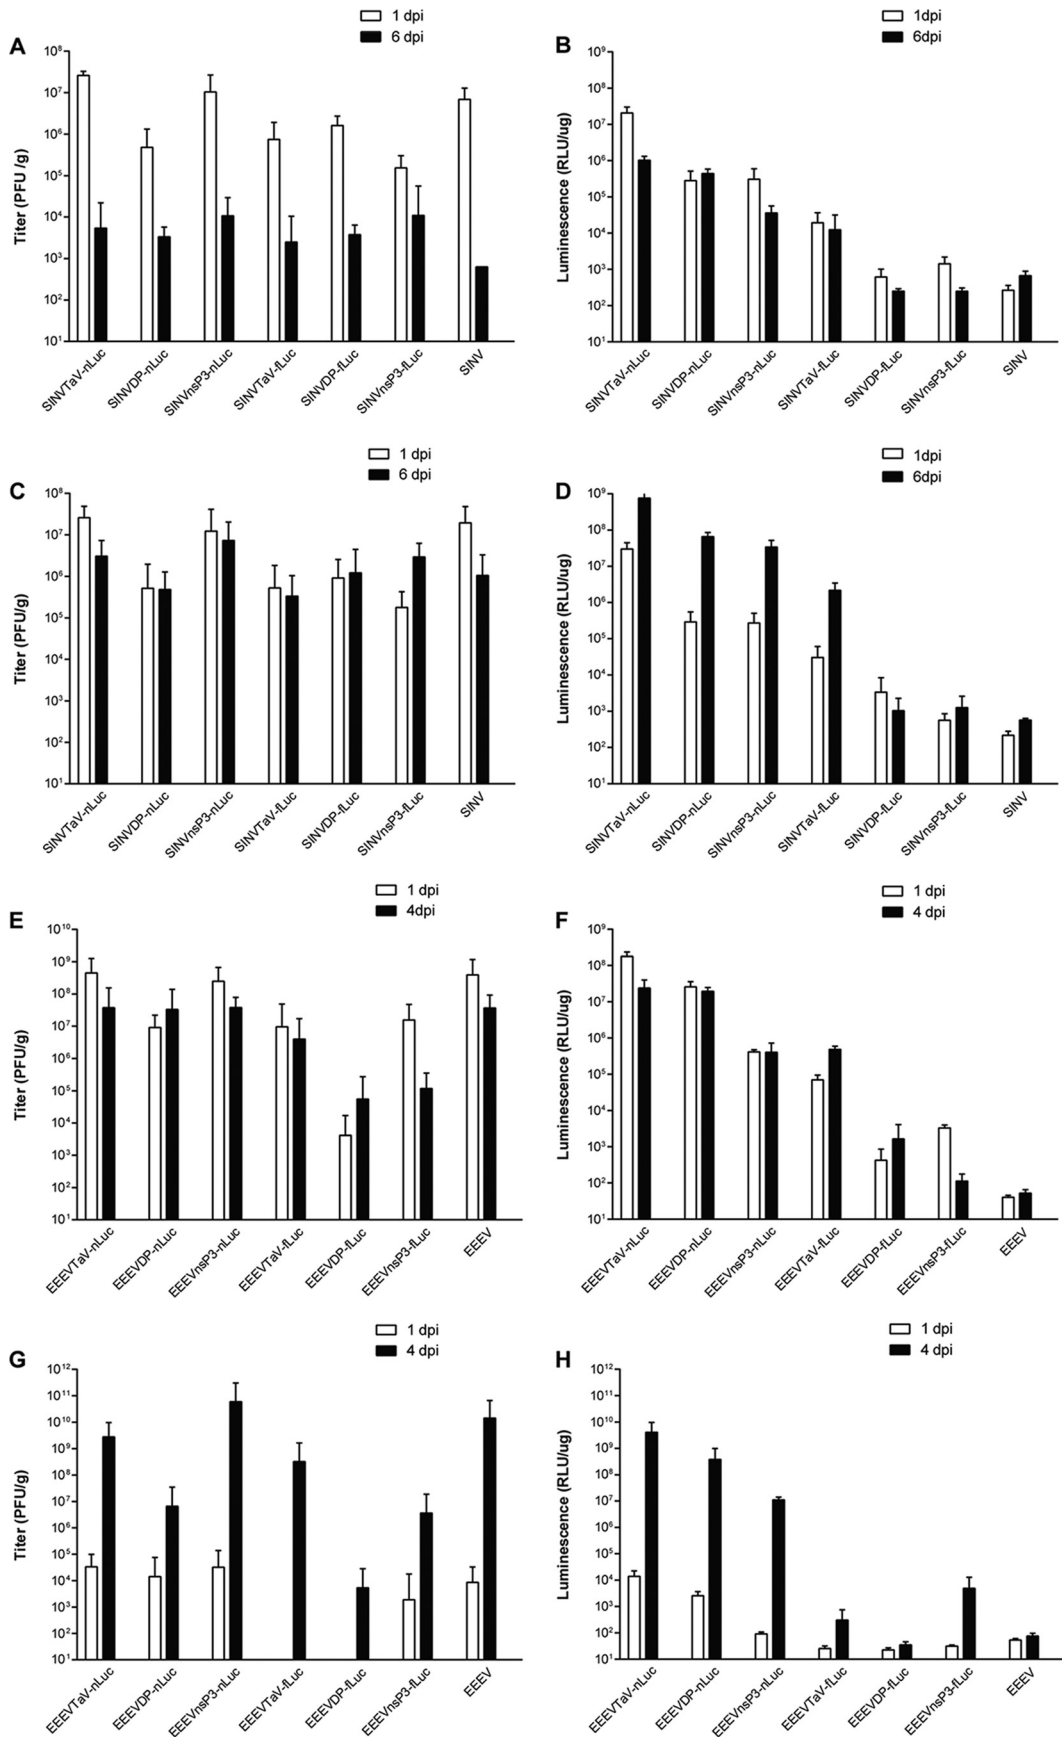 A
1 dpi
6 dpi
Titer (PFU /g)
10⁸
10⁷
10⁶
10⁵
10⁴
10³
10²
10¹
SINVTaV-nLuc
SINVDP-nLuc
SINVnsP3-nLuc
SINVTaV-fLuc
SINVDP-fLuc
SINVnsP3-fLuc
SINV
B
1dpi
6dpi
Luminescence (RLU/ug)
10⁹
10⁸
10⁷
10⁶
10⁵
10⁴
10³
10²
10¹
SINVTaV-nLuc
SINVDP-nLuc
SINVnsP3-nLuc
SINVTaV-fLuc
SINVDP-fLuc
SINVnsP3-fLuc
SINV
C
1 dpi
6 dpi
Titer (PFU/g)
10⁸
10⁷
10⁶
10⁵
10⁴
10³
10²
10¹
SINVTaV-nLuc
SINVDP-nLuc
SINVnsP3-nLuc
SINVTaV-fLuc
SINVDP-fLuc
SINVnsP3-fLuc
SINV
D
1dpi
6dpi
Luminescence (RLU/ug)
10⁹
10⁸
10⁷
10⁶
10⁵
10⁴
10³
10²
10¹
SINVTaV-nLuc
SINVDP-nLuc
SINVnsP3-nLuc
SINVTaV-fLuc
SINVDP-fLuc
SINVnsP3-fLuc
SINV
E
1 dpi
4dpi
Titer (PFU/g)
10¹⁰
10⁹
10⁸
10⁷
10⁶
10⁵
10⁴
10³
10²
10¹
EEEVTaV-nLuc
EEEVDP-nLuc
EEEVnsP3-nLuc
EEEVTaV-fLuc
EEEVDP-fLuc
EEEVnsP3-fLuc
EEEV
F
1 dpi
4 dpi
Luminescence (RLU/ug)
10⁹
10⁸
10⁷
10⁶
10⁵
10⁴
10³
10²
10¹
EEEVTaV-nLuc
EEEVDP-nLuc
EEEVnsP3-nLuc
EEEVTaV-fLuc
EEEVDP-fLuc
EEEVnsP3-fLuc
EEEV
G
1 dpi
4 dpi
Titer (PFU/g)
10¹²
10¹¹
10¹⁰
10⁹
10⁸
10⁷
10⁶
10⁵
10⁴
10³
10²
10¹
EEEVTaV-nLuc
EEEVDP-nLuc
EEEVnsP3-nLuc
EEEVTaV-fLuc
EEEVDP-fLuc
EEEVnsP3-fLuc
EEEV
H
1 dpi
4 dpi
Luminescence (RLU/ug)
10¹²
10¹¹
10¹⁰
10⁹
10⁸
10⁷
10⁶
10⁵
10⁴
10³
10²
10¹
EEEVTaV-nLuc
EEEVDP-nLuc
EEEVnsP3-nLuc
EEEVTaV-fLuc
EEEVDP-fLuc
EEEVnsP3-fLuc
EEEV